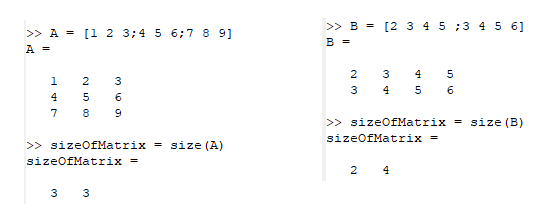 >> A = [1 2 3;4 5 6;7 8 9]
A =
1 2 3
4 5 6
7 8 9
>> sizeOfMatrix = size(A)
sizeOfMatrix =
3 3
>> B = [2 3 4 5 ;3 4 5 6]
B =
2 3 4 5
3 4 5 6
>> sizeOfMatrix = size(B)
sizeOfMatrix =
2 4